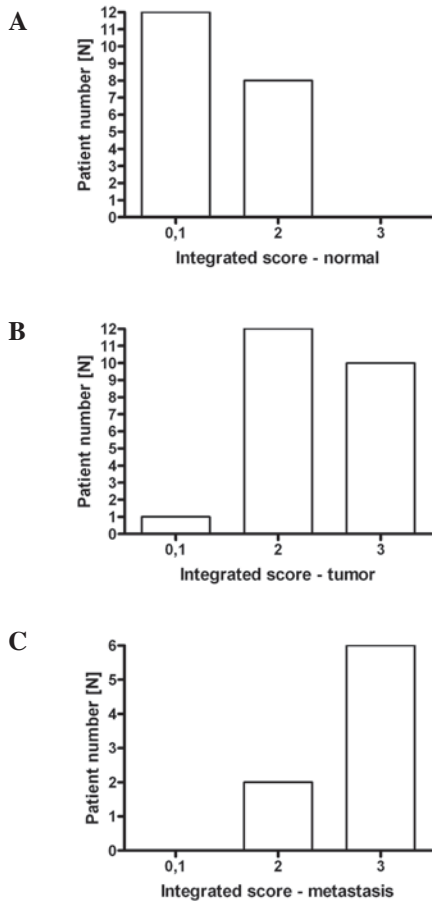 A
Patient number [N]
12
11
10
9
8
7
6
5
4
3
2
1
0
0,1 2 3
Integrated score - normal
B
Patient number [N]
12
11
10
9
8
7
6
5
4
3
2
1
0
0,1 2 3
Integrated score - tumor
C
Patient number [N]
6
5
4
3
2
1
0
0,1 2 3
Integrated score - metastasis